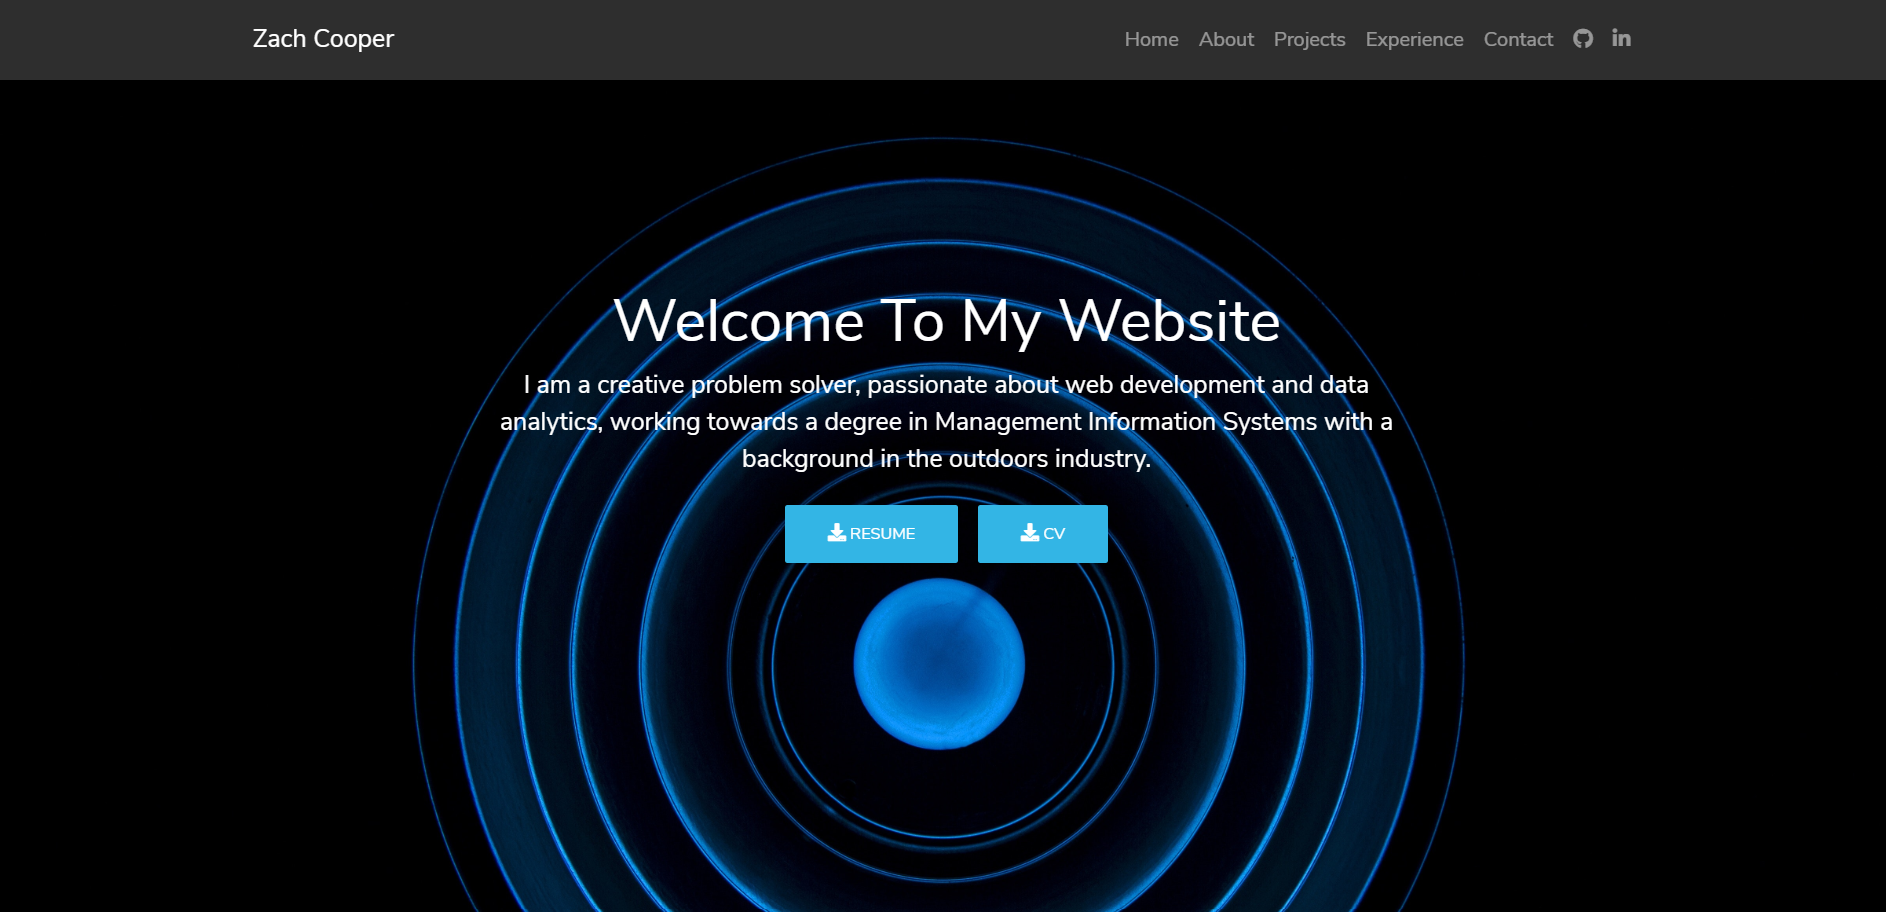 Zach Cooper
Home About Projects Experience Contact
Welcome To My Website
I am a creative problem solver, passionate about web development and data
analytics, working towards a degree in Management Information Systems with a
background in the outdoors industry.
RESUME
CV